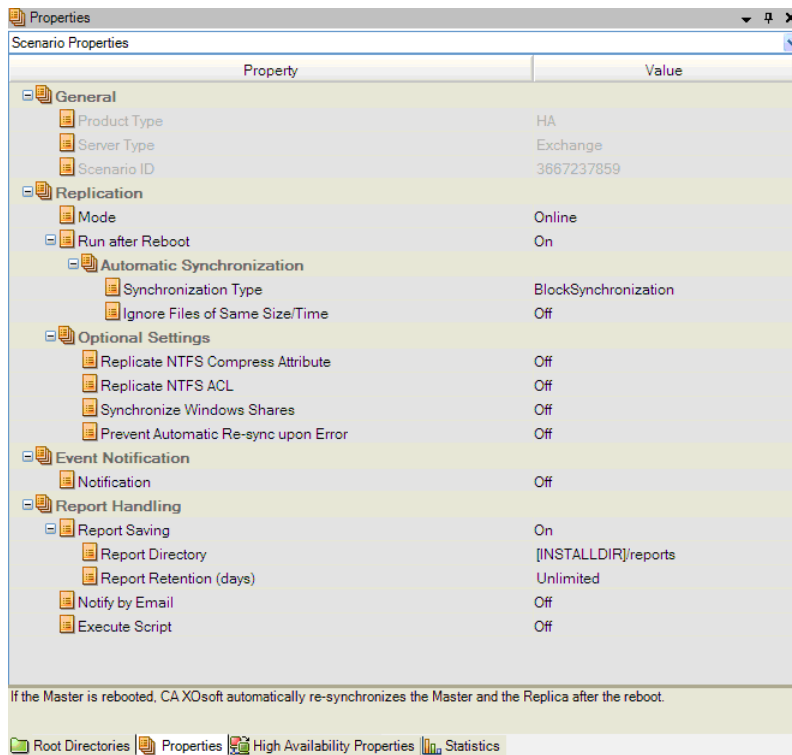 Properties
Scenario Properties
Property Value
General
Product Type HA
Server Type Exchange
Scenario ID 3667237859
Replication
Mode Online
Run after Reboot On
Automatic Synchronization
Synchronization Type BlockSynchronization
Ignore Files of Same Size/Time Off
Optional Settings
Replicate NTFS Compress Attribute Off
Replicate NTFS ACL Off
Synchronize Windows Shares Off
Prevent Automatic Re-sync upon Error Off
Event Notification
Notification Off
Report Handling
Report Saving On
Report Directory [INSTALLDIR]/reports
Report Retention (days) Unlimited
Notify by Email Off
Execute Script Off
If the Master is rebooted, CA XOsoft automatically re-synchronizes the Master and the Replica after the reboot.
Root Directories Properties High Availability Properties Statistics